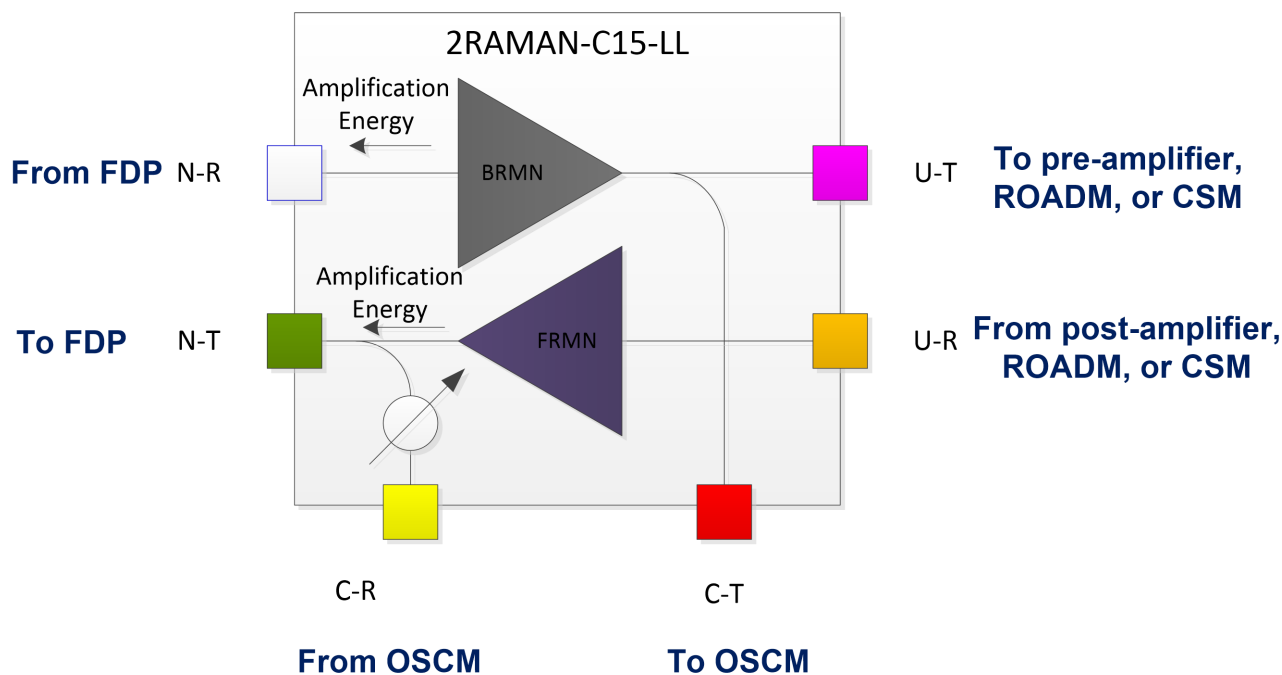 2RAMAN-C15-LL
Amplification
Energy
From FDP
N-R
BRMN
U-T
To pre-amplifier,
ROADM, or CSM
Amplification
Energy
To FDP
N-T
FRMN
U-R
From post-amplifier,
ROADM, or CSM
C-R
C-T
From OSCM
To OSCM